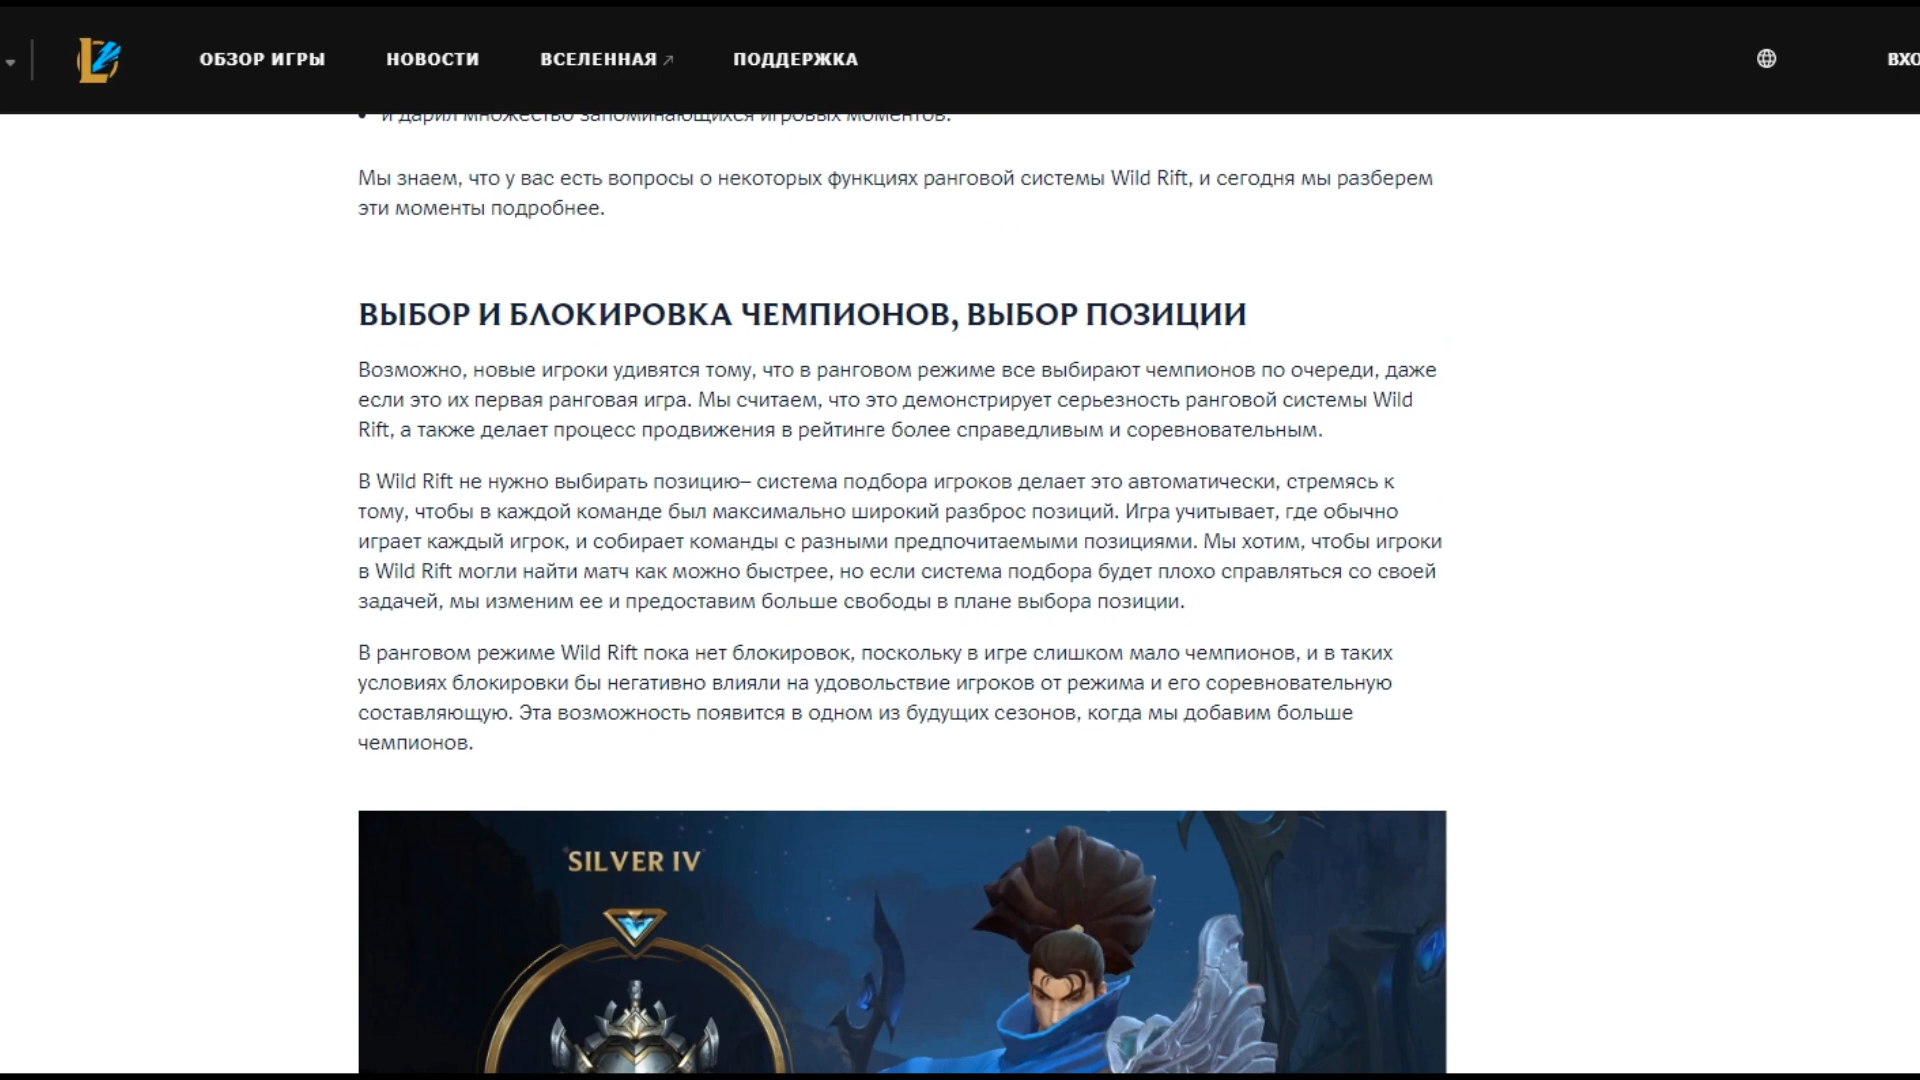 ОБЗОР ИГРЫ НОВОСТИ ВСЕЛЕННАЯ ПОДДЕРЖКА
и дарил множество запоминающихся игровых моментов.
Мы знаем, что у вас есть вопросы о некоторых функциях ранговой системы Wild Rift, и сегодня мы разберем
эти моменты подробнее.
ВЫБОР И БЛОКИРОВКА ЧЕМПИОНОВ, ВЫБОР ПОЗИЦИИ
Возможно, новые игроки удивятся тому, что в ранговом режиме все выбирают чемпионов по очереди, даже
если это их первая ранговая игра. Мы считаем, что это демонстрирует серьезность ранговой системы Wild
Rift, а также делает процесс продвижения в рейтинге более справедливым и соревновательным.
В Wild Rift не нужно выбирать позицию– система подбора игроков делает это автоматически, стремясь к
тому, чтобы в каждой команде был максимально широкий разброс позиций. Игра учитывает, где обычно
играет каждый игрок, и собирает команды с разными предпочитаемыми позициями. Мы хотим, чтобы игроки
в Wild Rift могли найти матч как можно быстрее, но если система подбора будет плохо справляться со своей
задачей, мы изменим ее и предоставим больше свободы в плане выбора позиции.
В ранговом режиме Wild Rift пока нет блокировок, поскольку в игре слишком мало чемпионов, и в таких
условиях блокировки бы негативно влияли на удовольствие игроков от режима и его соревновательную
составляющую. Эта возможность появится в одном из будущих сезонов, когда мы добавим больше
чемпионов.
SILVER IV